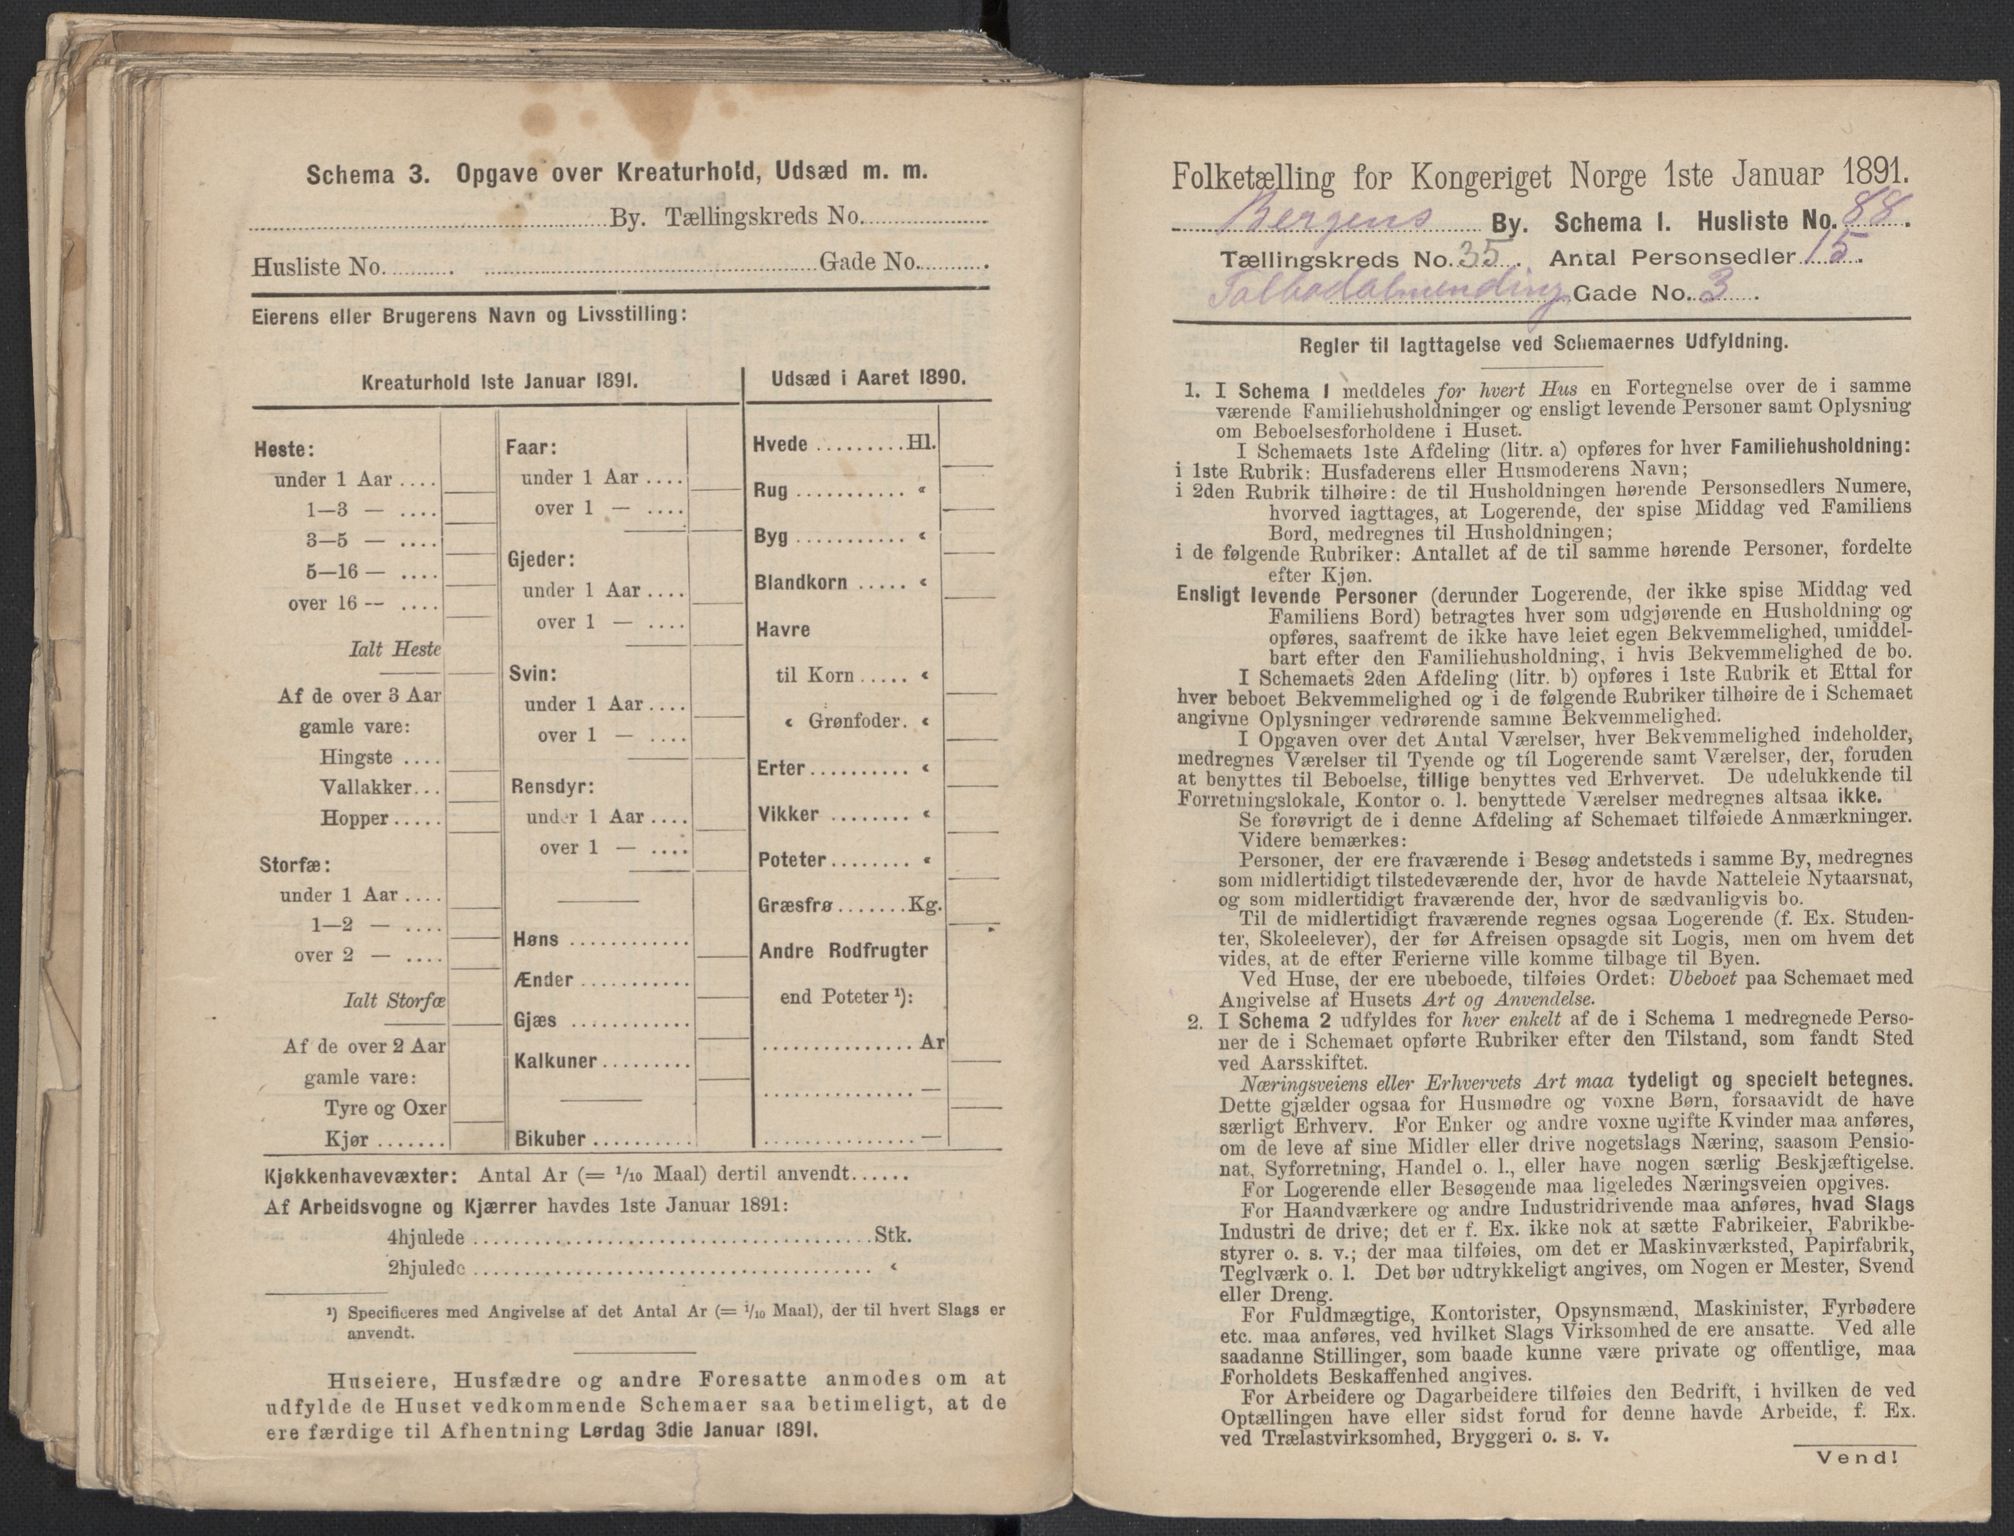 Schema 3. Opgave over Kreaturhold, Udsæd m. m.
By. Tællingskreds No.
Husliste No. Gade No.
Eierens eller Brugerens Navn og Livsstilling:
Kreaturhold 1ste Januar 1891.
Heste:
under 1 Aar ....
1—3 — ....
3—5 — ....
5—16 — ....
over 16 — ....
Ialt Heste
Af de over 3 Aar
gamle vare:
Hingste ....
Vallakker...
Hopper.....
Storfæ:
under 1 Aar ....
1—2 — ....
over 2 — ....
Ialt Storfæ
Af de over 2 Aar
gamle vare:
Tyre og Oxer
Kjør .......
Faar:
under 1 Aar ....
over 1 — ....
Gjeder:
under 1 Aar ....
over 1 — ....
Svin:
under 1 Aar ....
over 1 — ....
Rensdyr:
under 1 Aar ....
over 1 — ....
Høns ............
Ænder ...........
Gjæs ............
Kalkuner.........
Bikuber ..........
Udsæd i Aaret 1890.
Hvede .........Hl.
Rug ........... «
Byg ........... «
Blandkorn ..... «
Havre
til Korn ..... «
« Grønfoder. «
Erter.......... «
Vikker ........ «
Poteter........ «
Græsfrø.......Kg.
Andre Rodfrugter
end Poteter ¹):
............... Ar
............... —
............... —
Kjøkkenhavevæxter: Antal Ar (= 1/10 Maal) dertil anvendt......
Af Arbeidsvogne og Kjærrer havdes 1ste Januar 1891:
4hjulede ....................................Stk.
2hjulede .................................... «
¹) Specificeres med Angivelse af det Antal Ar (= 1/10 Maal), der til hvert Slags er
anvendt.
Huseiere, Husfædre og andre Foresatte anmodes om at
udfylde de Huset vedkommende Schemaer saa betimeligt, at de
ere færdige til Afhentning Lørdag 3die Januar 1891.
Folketælling for Kongeriget Norge 1ste Januar 1891.
Bergens By. Schema 1. Husliste No. 88.
Tællingskreds No. 35. Antal Personsedler 15.
Tolbodalmending Gade No. 3.
Regler til Iagttagelse ved Schemaernes Udfyldning.
1. I Schema 1 meddeles for hvert Hus en Fortegnelse over de i samme
værende Familiehusholdninger og ensligt levende Personer samt Oplysning
om Beboelsesforholdene i Huset.
I Schemaets 1ste Afdeling (litr. a) opføres for hver Familiehusholdning:
i 1ste Rubrik: Husfaderens eller Husmoderens Navn;
i 2den Rubrik tilhøire: de til Husholdningen hørende Personsedlers Numere,
hvorved iagttages, at Logerende, der spise Middag ved Familiens
Bord, medregnes til Husholdningen;
i de følgende Rubriker: Antallet af de til samme hørende Personer, fordelte
efter Kjøn.
Ensligt levende Personer (derunder Logerende, der ikke spise Middag ved
Familiens Bord) betragtes hver som udgjørende en Husholdning og
opføres, saafremt de ikke have leiet egen Bekvemmelighed, umiddel-
bart efter den Familiehusholdning, i hvis Bekvemmelighed de bo.
I Schemaets 2den Afdeling (litr. b) opføres i 1ste Rubrik et Ettal for
hver beboet Bekvemmelighed og i de følgende Rubriker tilhøire de i Schemaet
angivne Oplysninger vedrørende samme Bekvemmelighed.
I Opgaven over det Antal Værelser, hver Bekvemmelighed indeholder,
medregnes Værelser til Tyende og til Logerende samt Værelser, der, foruden
at benyttes til Beboelse, tillige benyttes ved Erhvervet. De udelukkende til
Forretningslokale, Kontor o. l. benyttede Værelser medregnes altsaa ikke.
Se forøvrigt de i denne Afdeling af Schemaet tilføiede Anmærkninger.
Videre bemærkes:
Personer, der ere fraværende i Besøg andetsteds i samme By, medregnes
som midlertidigt tilstedeværende der, hvor de havde Natteleie Nytaarsnat,
og som midlertidigt fraværende der, hvor de sædvanligvis bo.
Til de midlertidigt fraværende regnes ogsaa Logerende (f. Ex. Studen-
ter, Skoleelever), der før Afreisen opsagde sit Logis, men om hvem det
vides, at de efter Ferierne ville komme tilbage til Byen.
Ved Huse, der ere ubeboede, tilføies Ordet: Ubeboet paa Schemaet med
Angivelse af Husets Art og Anvendelse.
2. I Schema 2 udfyldes for hver enkelt af de i Schema 1 medregnede Perso-
ner de i Schemaet opførte Rubriker efter den Tilstand, som fandt Sted
ved Aarsskiftet.
Næringsveiens eller Erhvervets Art maa tydeligt og specielt betegnes.
Dette gjælder ogsaa for Husmødre og voxne Børn, forsaavidt de have
særligt Erhverv. For Enker og andre voxne ugifte Kvinder maa anføres,
om de leve af sine Midler eller drive nogetslags Næring, saasom Pensio-
nat, Syforretning, Handel o. l., eller have nogen særlig Beskjæftigelse.
For Logerende eller Besøgende maa ligeledes Næringsveien opgives.
For Haandværkere og andre Industridrivende maa anføres, hvad Slags
Industri de drive; det er f. Ex. ikke nok at sætte Fabrikeier, Fabrikbe-
styrer o. s. v.; der maa tilføies, om det er Maskinværksted, Papirfabrik,
Teglværk o. l. Det bør udtrykkeligt angives, om Nogen er Mester, Svend
eller Dreng.
For Fuldmægtige, Kontorister, Opsynsmænd, Maskinister, Fyrbødere
etc. maa anføres, ved hvilket Slags Virksomhed de ere ansatte. Ved alle
saadanne Stillinger, som baade kunne være private og offentlige, maa
Forholdets Beskaffenhed angives.
For Arbeidere og Dagarbeidere tilføies den Bedrift, i hvilken de ved
Optællingen have eller sidst forud for denne havde Arbeide, f. Ex.
ved Trælastvirksomhed, Bryggeri o. s. v.
Vend!